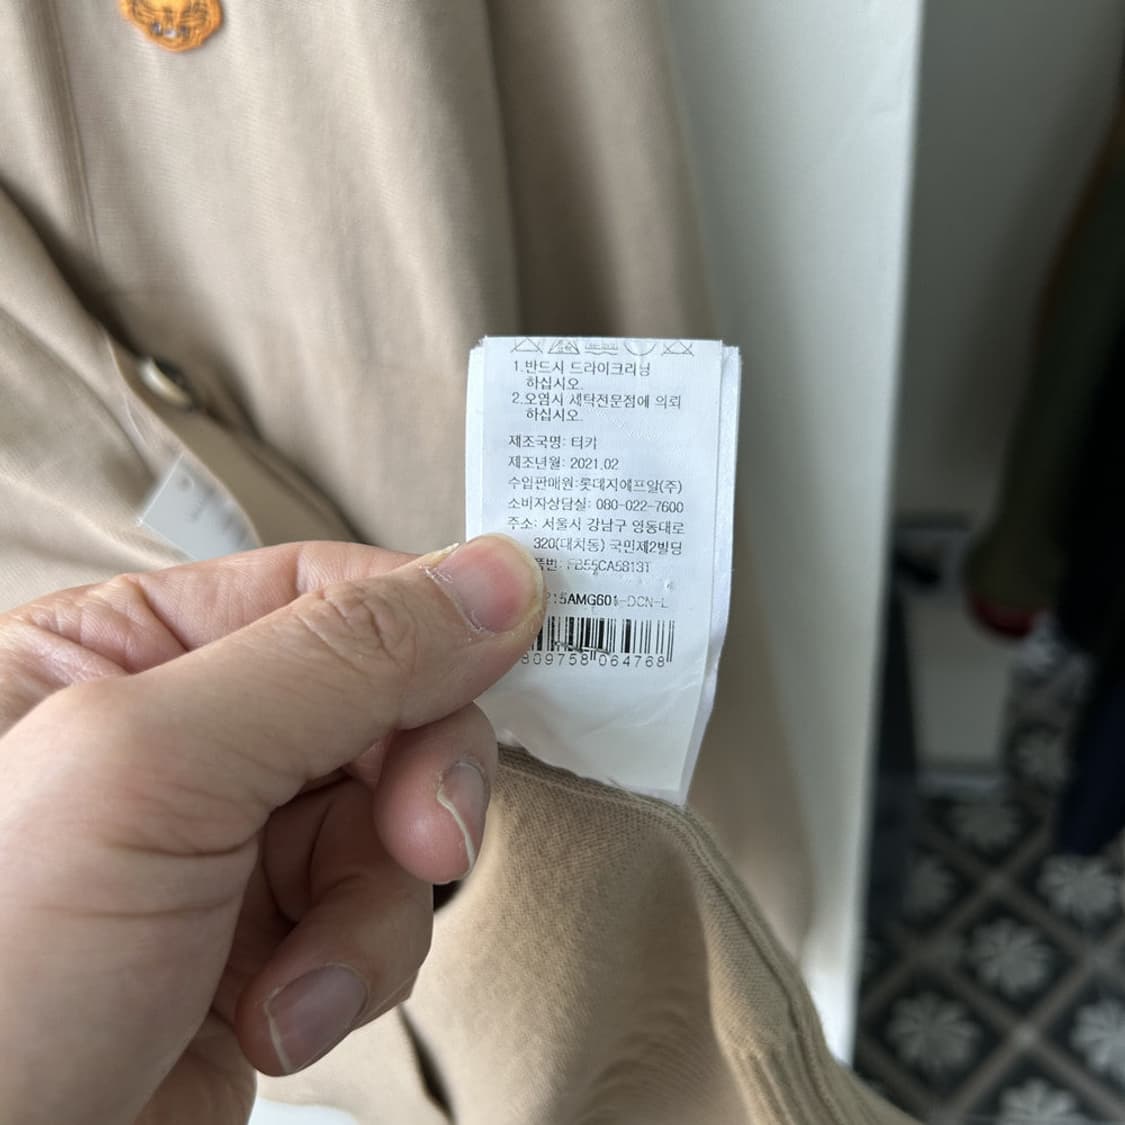 1.반드시 드라이크리닝
하십시오.
2.오염시 세탁전문점에 의뢰
하십시오.
제조국명: 터키
제조년월: 2021.02
수입판매원:롯데지에프알(주)
소비자상담실: 080-022-7600
주소: 서울시 강남구 영동대로
320(대치동) 국민제2빌딩
품번: FB55CA5813T
215AMG601-DCN-L
809758 064768